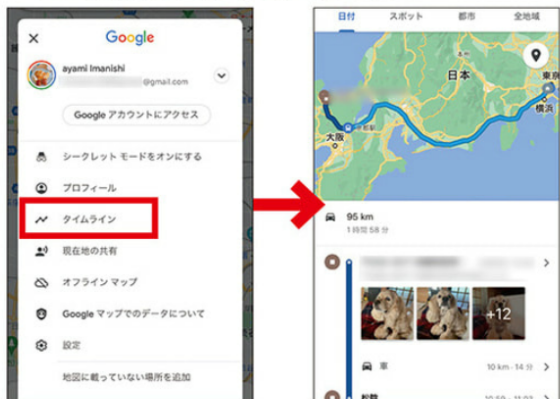 Google
ayami Imanishi
@gmail.com
Google アカウントにアクセス
シークレット モードをオンにする
プロフィール
タイムライン
現在地の共有
オフライン マップ
Google マップでのデータについて
設定
地図に載っていない場所を追加
日付 スポット 都市 全地域
日本
東京
横浜
京都
大阪
95 km
1 時間 58 分
+12
車
10 km · 14 分